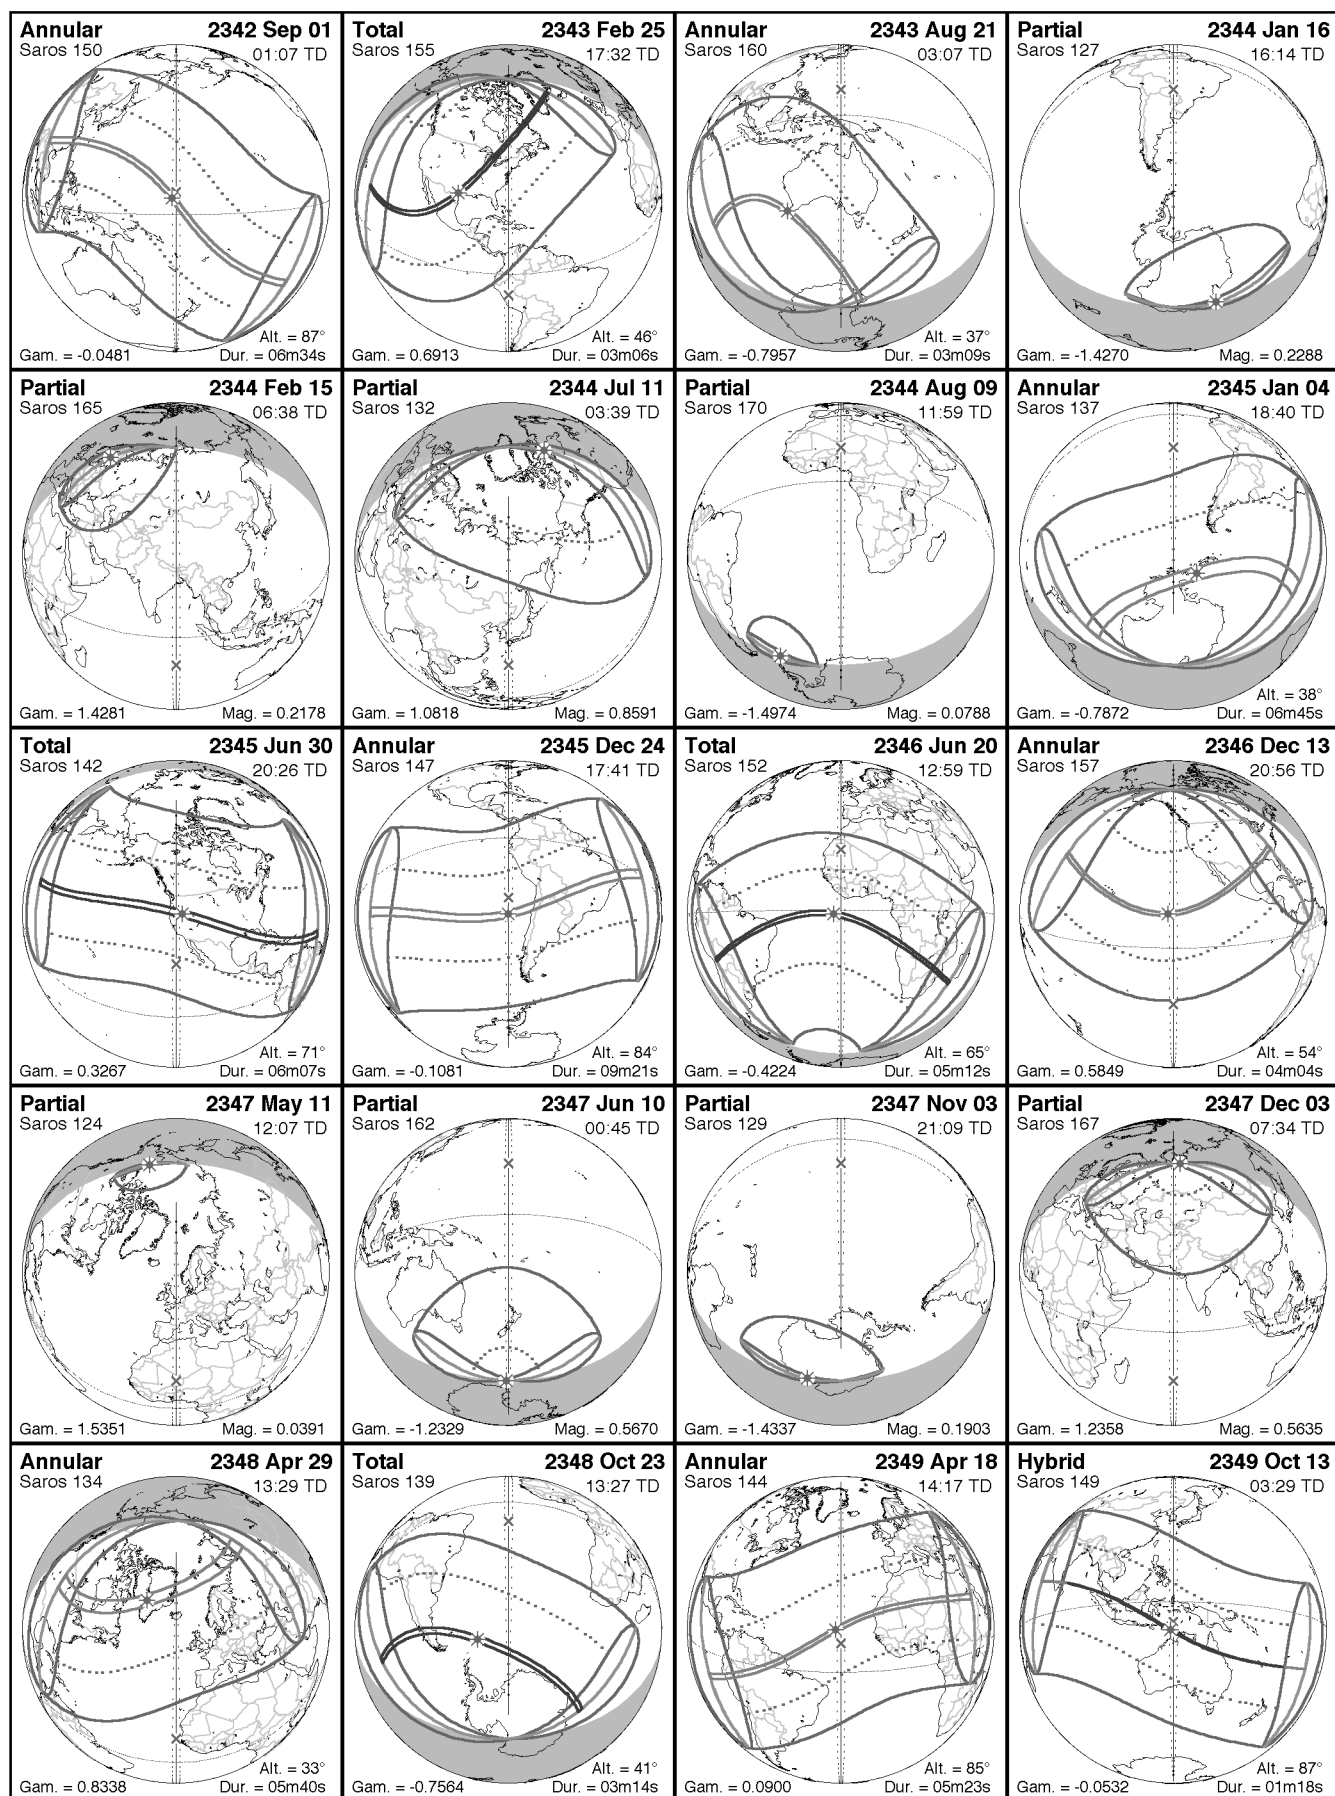 Annular 2342 Sep 01
Saros 150 01:07 TD
Alt. = 87°
Gam. = -0.0481 Dur. = 06m34s
Total 2343 Feb 25
Saros 155 17:32 TD
Alt. = 46°
Gam. = 0.6913 Dur. = 03m06s
Annular 2343 Aug 21
Saros 160 03:07 TD
Alt. = 37°
Gam. = -0.7957 Dur. = 03m09s
Partial 2344 Jan 16
Saros 127 16:14 TD
Gam. = -1.4270 Mag. = 0.2288
Partial 2344 Feb 15
Saros 165 06:38 TD
Gam. = 1.4281 Mag. = 0.2178
Partial 2344 Jul 11
Saros 132 03:39 TD
Gam. = 1.0818 Mag. = 0.8591
Partial 2344 Aug 09
Saros 170 11:59 TD
Gam. = -1.4974 Mag. = 0.0788
Annular 2345 Jan 04
Saros 137 18:40 TD
Alt. = 38°
Gam. = -0.7872 Dur. = 06m45s
Total 2345 Jun 30
Saros 142 20:26 TD
Alt. = 71°
Gam. = 0.3267 Dur. = 06m07s
Annular 2345 Dec 24
Saros 147 17:41 TD
Alt. = 84°
Gam. = -0.1081 Dur. = 09m21s
Total 2346 Jun 20
Saros 152 12:59 TD
Alt. = 65°
Gam. = -0.4224 Dur. = 05m12s
Annular 2346 Dec 13
Saros 157 20:56 TD
Alt. = 54°
Gam. = 0.5849 Dur. = 04m04s
Partial 2347 May 11
Saros 124 12:07 TD
Gam. = 1.5351 Mag. = 0.0391
Partial 2347 Jun 10
Saros 162 00:45 TD
Gam. = -1.2329 Mag. = 0.5670
Partial 2347 Nov 03
Saros 129 21:09 TD
Gam. = -1.4337 Mag. = 0.1903
Partial 2347 Dec 03
Saros 167 07:34 TD
Gam. = 1.2358 Mag. = 0.5635
Annular 2348 Apr 29
Saros 134 13:29 TD
Alt. = 33°
Gam. = 0.8338 Dur. = 05m40s
Total 2348 Oct 23
Saros 139 13:27 TD
Alt. = 41°
Gam. = -0.7564 Dur. = 03m14s
Annular 2349 Apr 18
Saros 144 14:17 TD
Alt. = 85°
Gam. = 0.0900 Dur. = 05m23s
Hybrid 2349 Oct 13
Saros 149 03:29 TD
Alt. = 87°
Gam. = -0.0532 Dur. = 01m18s